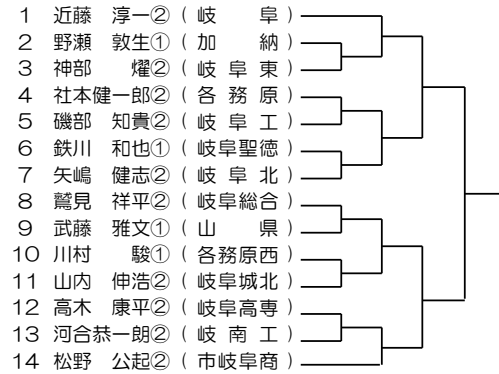 1 近藤 淳一② ( 岐 阜 )
2 野瀬 敦生① ( 加 納 )
3 神部 燿② ( 岐 阜 東 )
4 社本健一郎② ( 各 務 原 )
5 磯部 知貴② ( 岐 阜 工 )
6 鉄川 和也① ( 岐阜聖徳 )
7 矢嶋 健志② ( 岐 阜 北 )
8 鷲見 祥平② ( 岐阜総合 )
9 武藤 雅文① ( 山 県 )
10 川村 駿① ( 各務原西 )
11 山内 伸浩② ( 岐阜城北 )
12 高木 康平② ( 岐阜高専 )
13 河合恭一朗② ( 岐 南 工 )
14 松野 公起② ( 市岐阜商 )